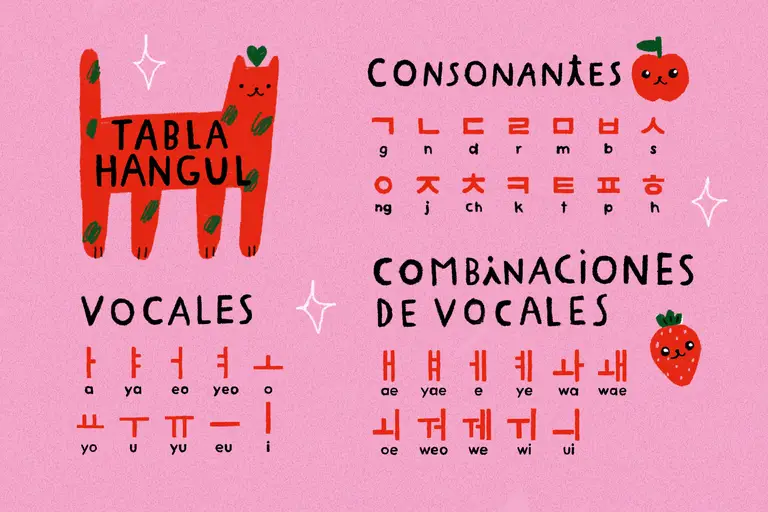 TABLA
HANGUL
CONSONANTES
ㄱ ㄴ ㄷ ㄹ ㅁ ㅂ ㅅ
g n d r m b s
ㅇ ㅈ ㅊ ㅋ ㅌ ㅍ ㅎ
ng j ch k t p h
VOCALES
ㅏ ㅑ ㅓ ㅕ ㅗ
a ya eo yeo o
ㅛ ㅜ ㅠ ㅡ ㅣ
yo u yu eu i
COMBINACIONES
DE VOCALES
ㅐ ㅒ ㅔ ㅖ ㅘ ㅙ
ae yae e ye wa wae
ㅚ ㅝ ㅞ ㅟ ㅢ
oe weo we wi ui